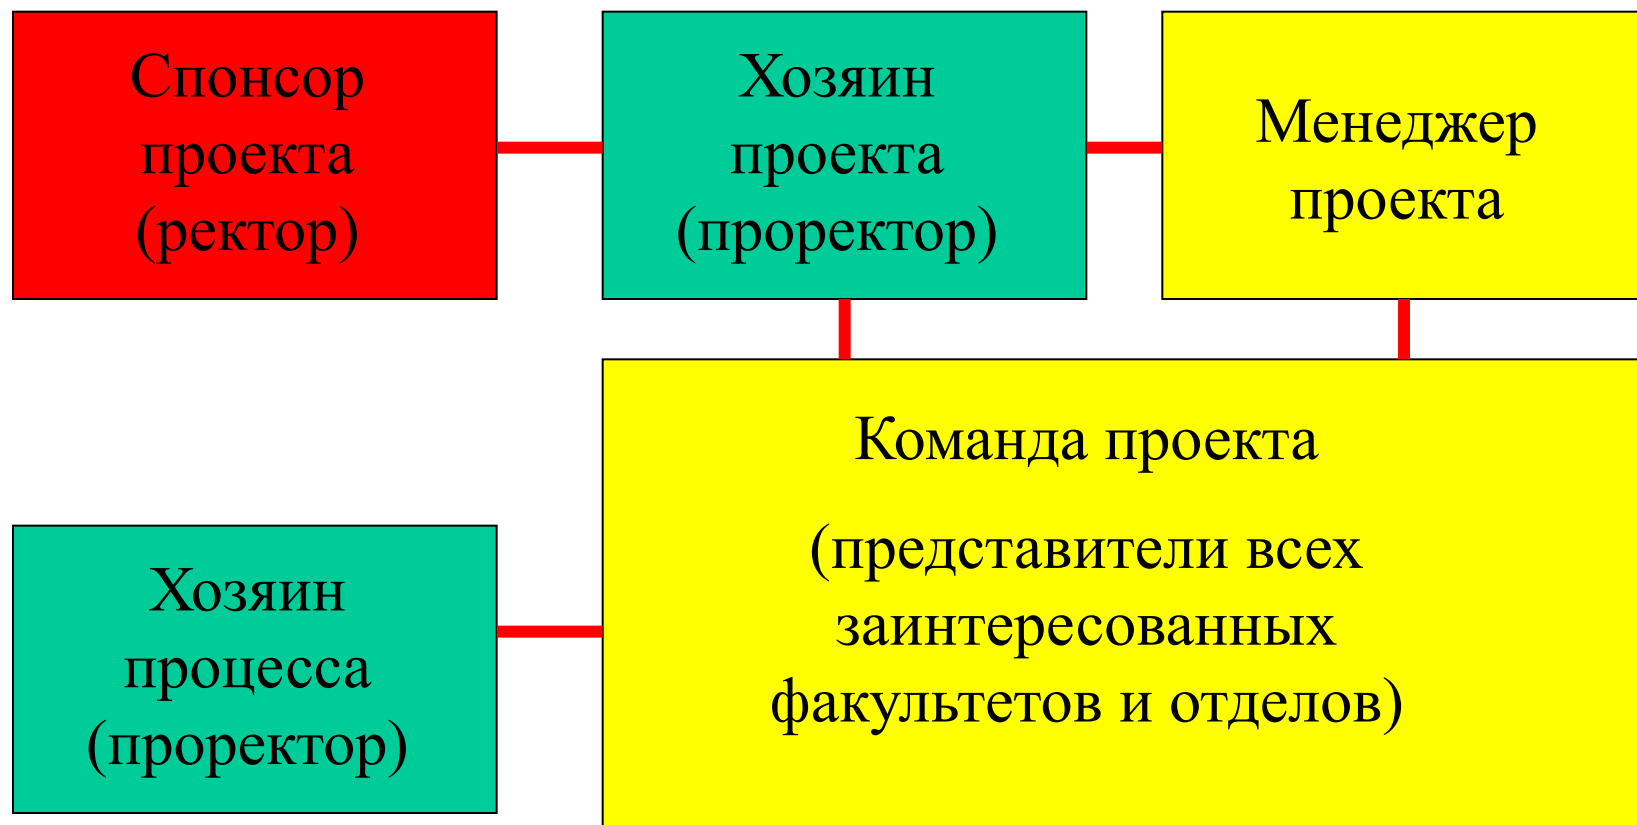 Спонсор
проекта
(ректор)
Хозяин
проекта
(проректор)
Менеджер
проекта
Команда проекта
(представители всех
заинтересованных
факультетов и отделов)
Хозяин
процесса
(проректор)